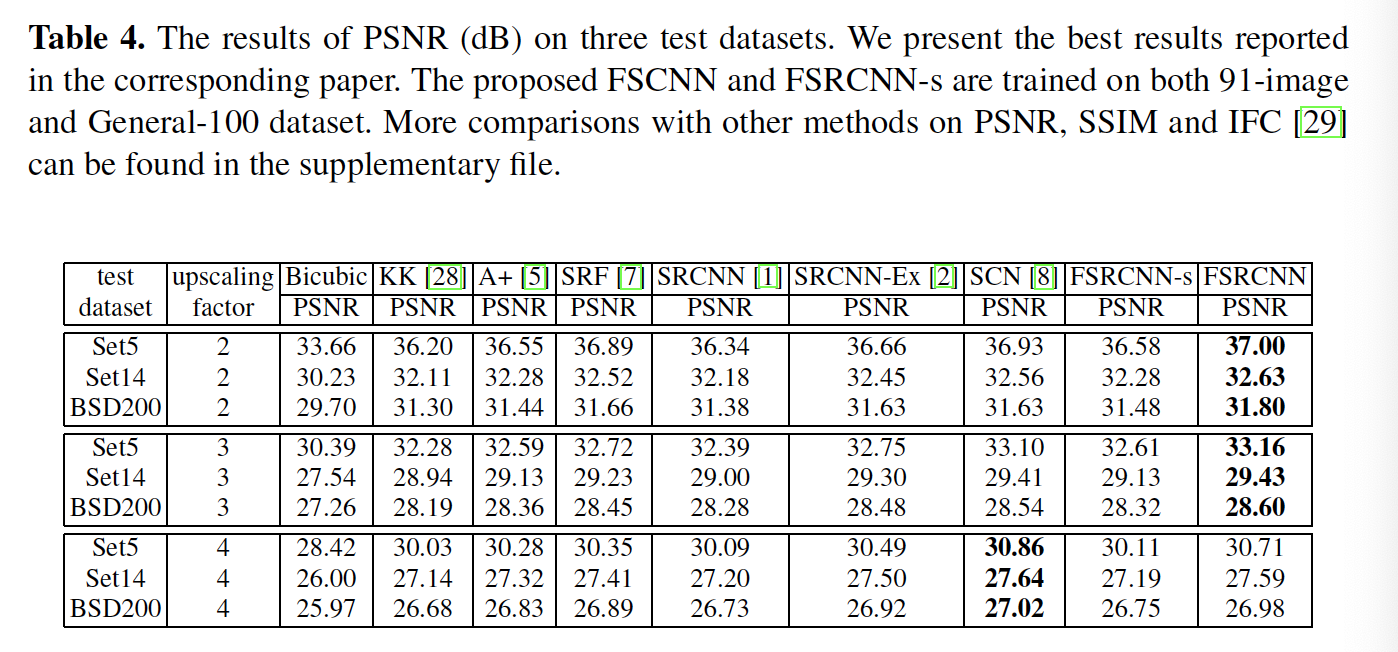 Table 4. The results of PSNR (dB) on three test datasets. We present the best results reported
in the corresponding paper. The proposed FSCNN and FSRCNN-s are trained on both 91-image
and General-100 dataset. More comparisons with other methods on PSNR, SSIM and IFC [29]
can be found in the supplementary file.
test upscaling Bicubic KK [28] A+ [5] SRF [7] SRCNN [1] SRCNN-Ex [2] SCN [8] FSRCNN-s FSRCNN
dataset factor PSNR PSNR PSNR PSNR PSNR PSNR PSNR PSNR PSNR
Set5 2 33.66 36.20 36.55 36.89 36.34 36.66 36.93 36.58 37.00
Set14 2 30.23 32.11 32.28 32.52 32.18 32.45 32.56 32.28 32.63
BSD200 2 29.70 31.30 31.44 31.66 31.38 31.63 31.63 31.48 31.80
Set5 3 30.39 32.28 32.59 32.72 32.39 32.75 33.10 32.61 33.16
Set14 3 27.54 28.94 29.13 29.23 29.00 29.30 29.41 29.13 29.43
BSD200 3 27.26 28.19 28.36 28.45 28.28 28.48 28.54 28.32 28.60
Set5 4 28.42 30.03 30.28 30.35 30.09 30.49 30.86 30.11 30.71
Set14 4 26.00 27.14 27.32 27.41 27.20 27.50 27.64 27.19 27.59
BSD200 4 25.97 26.68 26.83 26.89 26.73 26.92 27.02 26.75 26.98